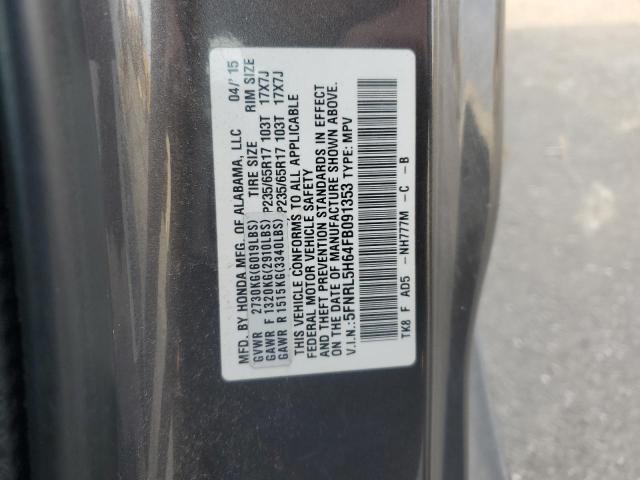 MFD. BY HONDA MFG. OF ALABAMA, LLC 04/'15
TIRE SIZE RIM SIZE
GVWR 2730KG(6019LBS)
GAWR F 1320KG(2910LBS) P235/65R17 103T 17X7J
GAWR R 1515KG(3340LBS) P235/65R17 103T 17X7J
THIS VEHICLE CONFORMS TO ALL APPLICABLE
FEDERAL MOTOR VEHICLE SAFETY
AND THEFT PREVENTION STANDARDS IN EFFECT
ON THE DATE OF MANUFACTURE SHOWN ABOVE.
V.I.N.:5FNRL5H64FB091353 TYPE: MPV
TK8 F AD5 - NH777M - C - B